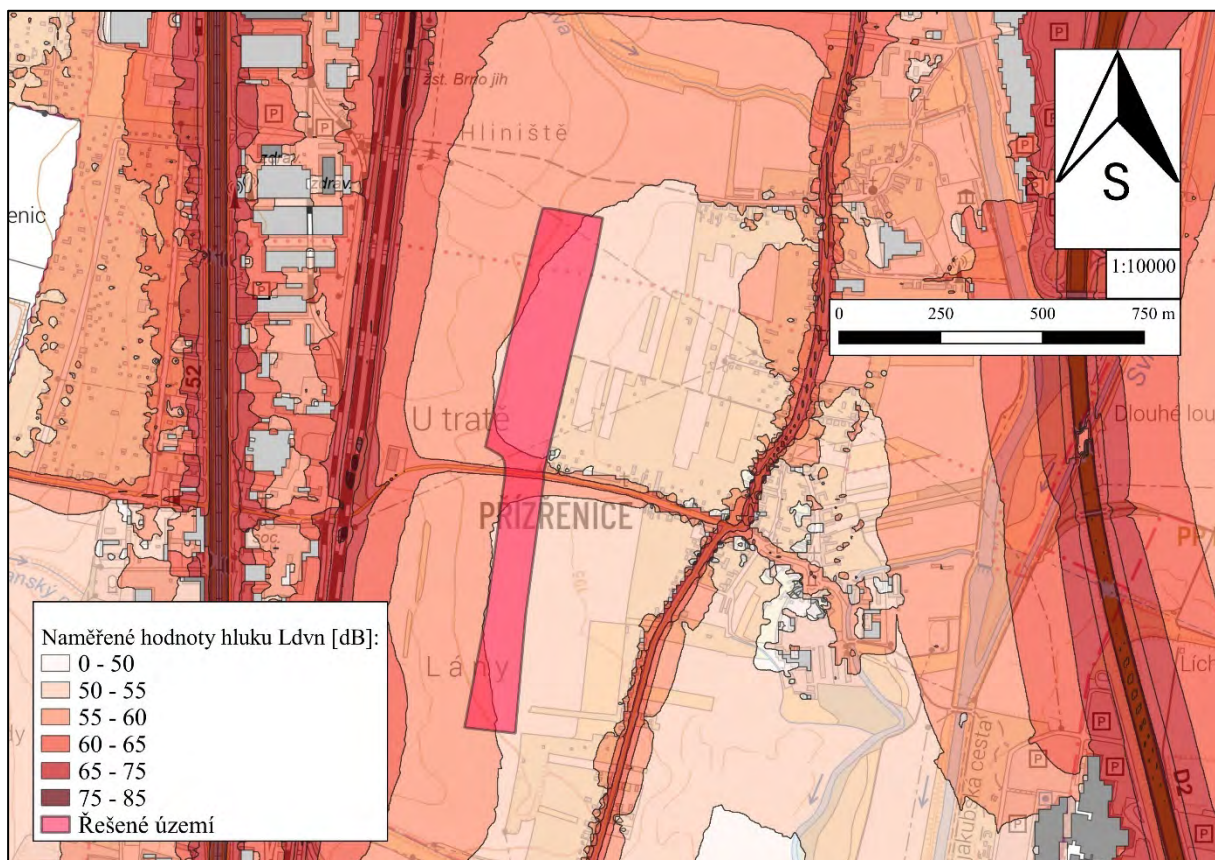 žst. Brno jih
P
Hliniště
P
P
S
zdrav.
zdrav.
enic
1:10000
0 250 500 750 m
P
52
U tratě
Dlouhé lou
PŘÍZŘENICE
soc.
Naměřené hodnoty hluku Ldvn [dB]:
0 - 50
50 - 55
55 - 60
60 - 65
65 - 75
75 - 85
Řešené území
Lány
Lích
P
P
D2
P
Jakubská cesta